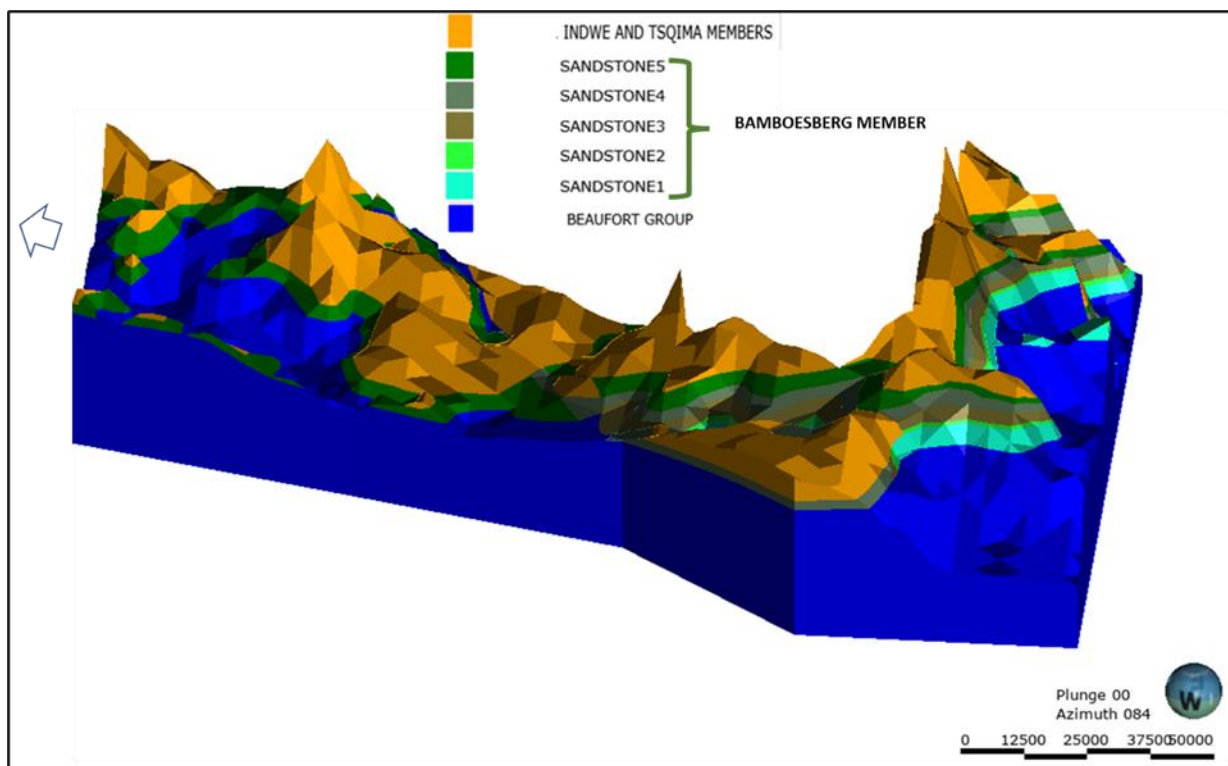 . INDWE AND TSQIMA MEMBERS
SANDSTONE5
SANDSTONE4
SANDSTONE3
SANDSTONE2
SANDSTONE1
BAMBOESBERG MEMBER
BEAUFORT GROUP
W
Plunge 00
Azimuth 084
0 12500 25000 37500 50000